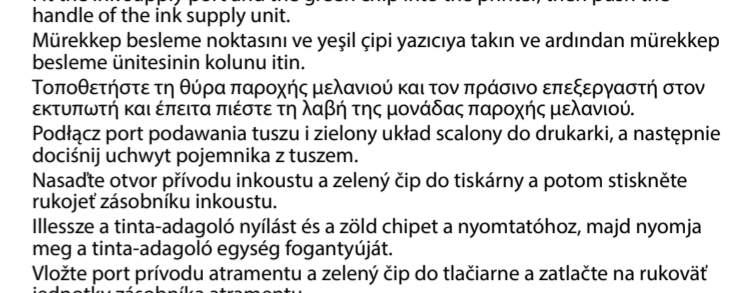 handle of the ink supply unit.
Mürekkep besleme noktasını ve yeşil çipi yazıcıya takın ve ardından mürekkep
besleme ünitesinin kolunu itin.
Τοποθετήστε τη θύρα παροχής μελανιού και τον πράσινο επεξεργαστή στον
εκτυπωτή και έπειτα πιέστε τη λαβή της μονάδας παροχής μελανιού.
Podłącz port podawania tuszu i zielony układ scalony do drukarki, a następnie
dociśnij uchwyt pojemnika z tuszem.
Nasaďte otvor přívodu inkoustu a zelený čip do tiskárny a potom stiskněte
rukojeť zásobníku inkoustu.
Illessze a tinta-adagoló nyílást és a zöld chipet a nyomtatóhoz, majd nyomja
meg a tinta-adagoló egység fogantyúját.
Vložte port prívodu atramentu a zelený čip do tlačiarne a zatlačte na rukoväť